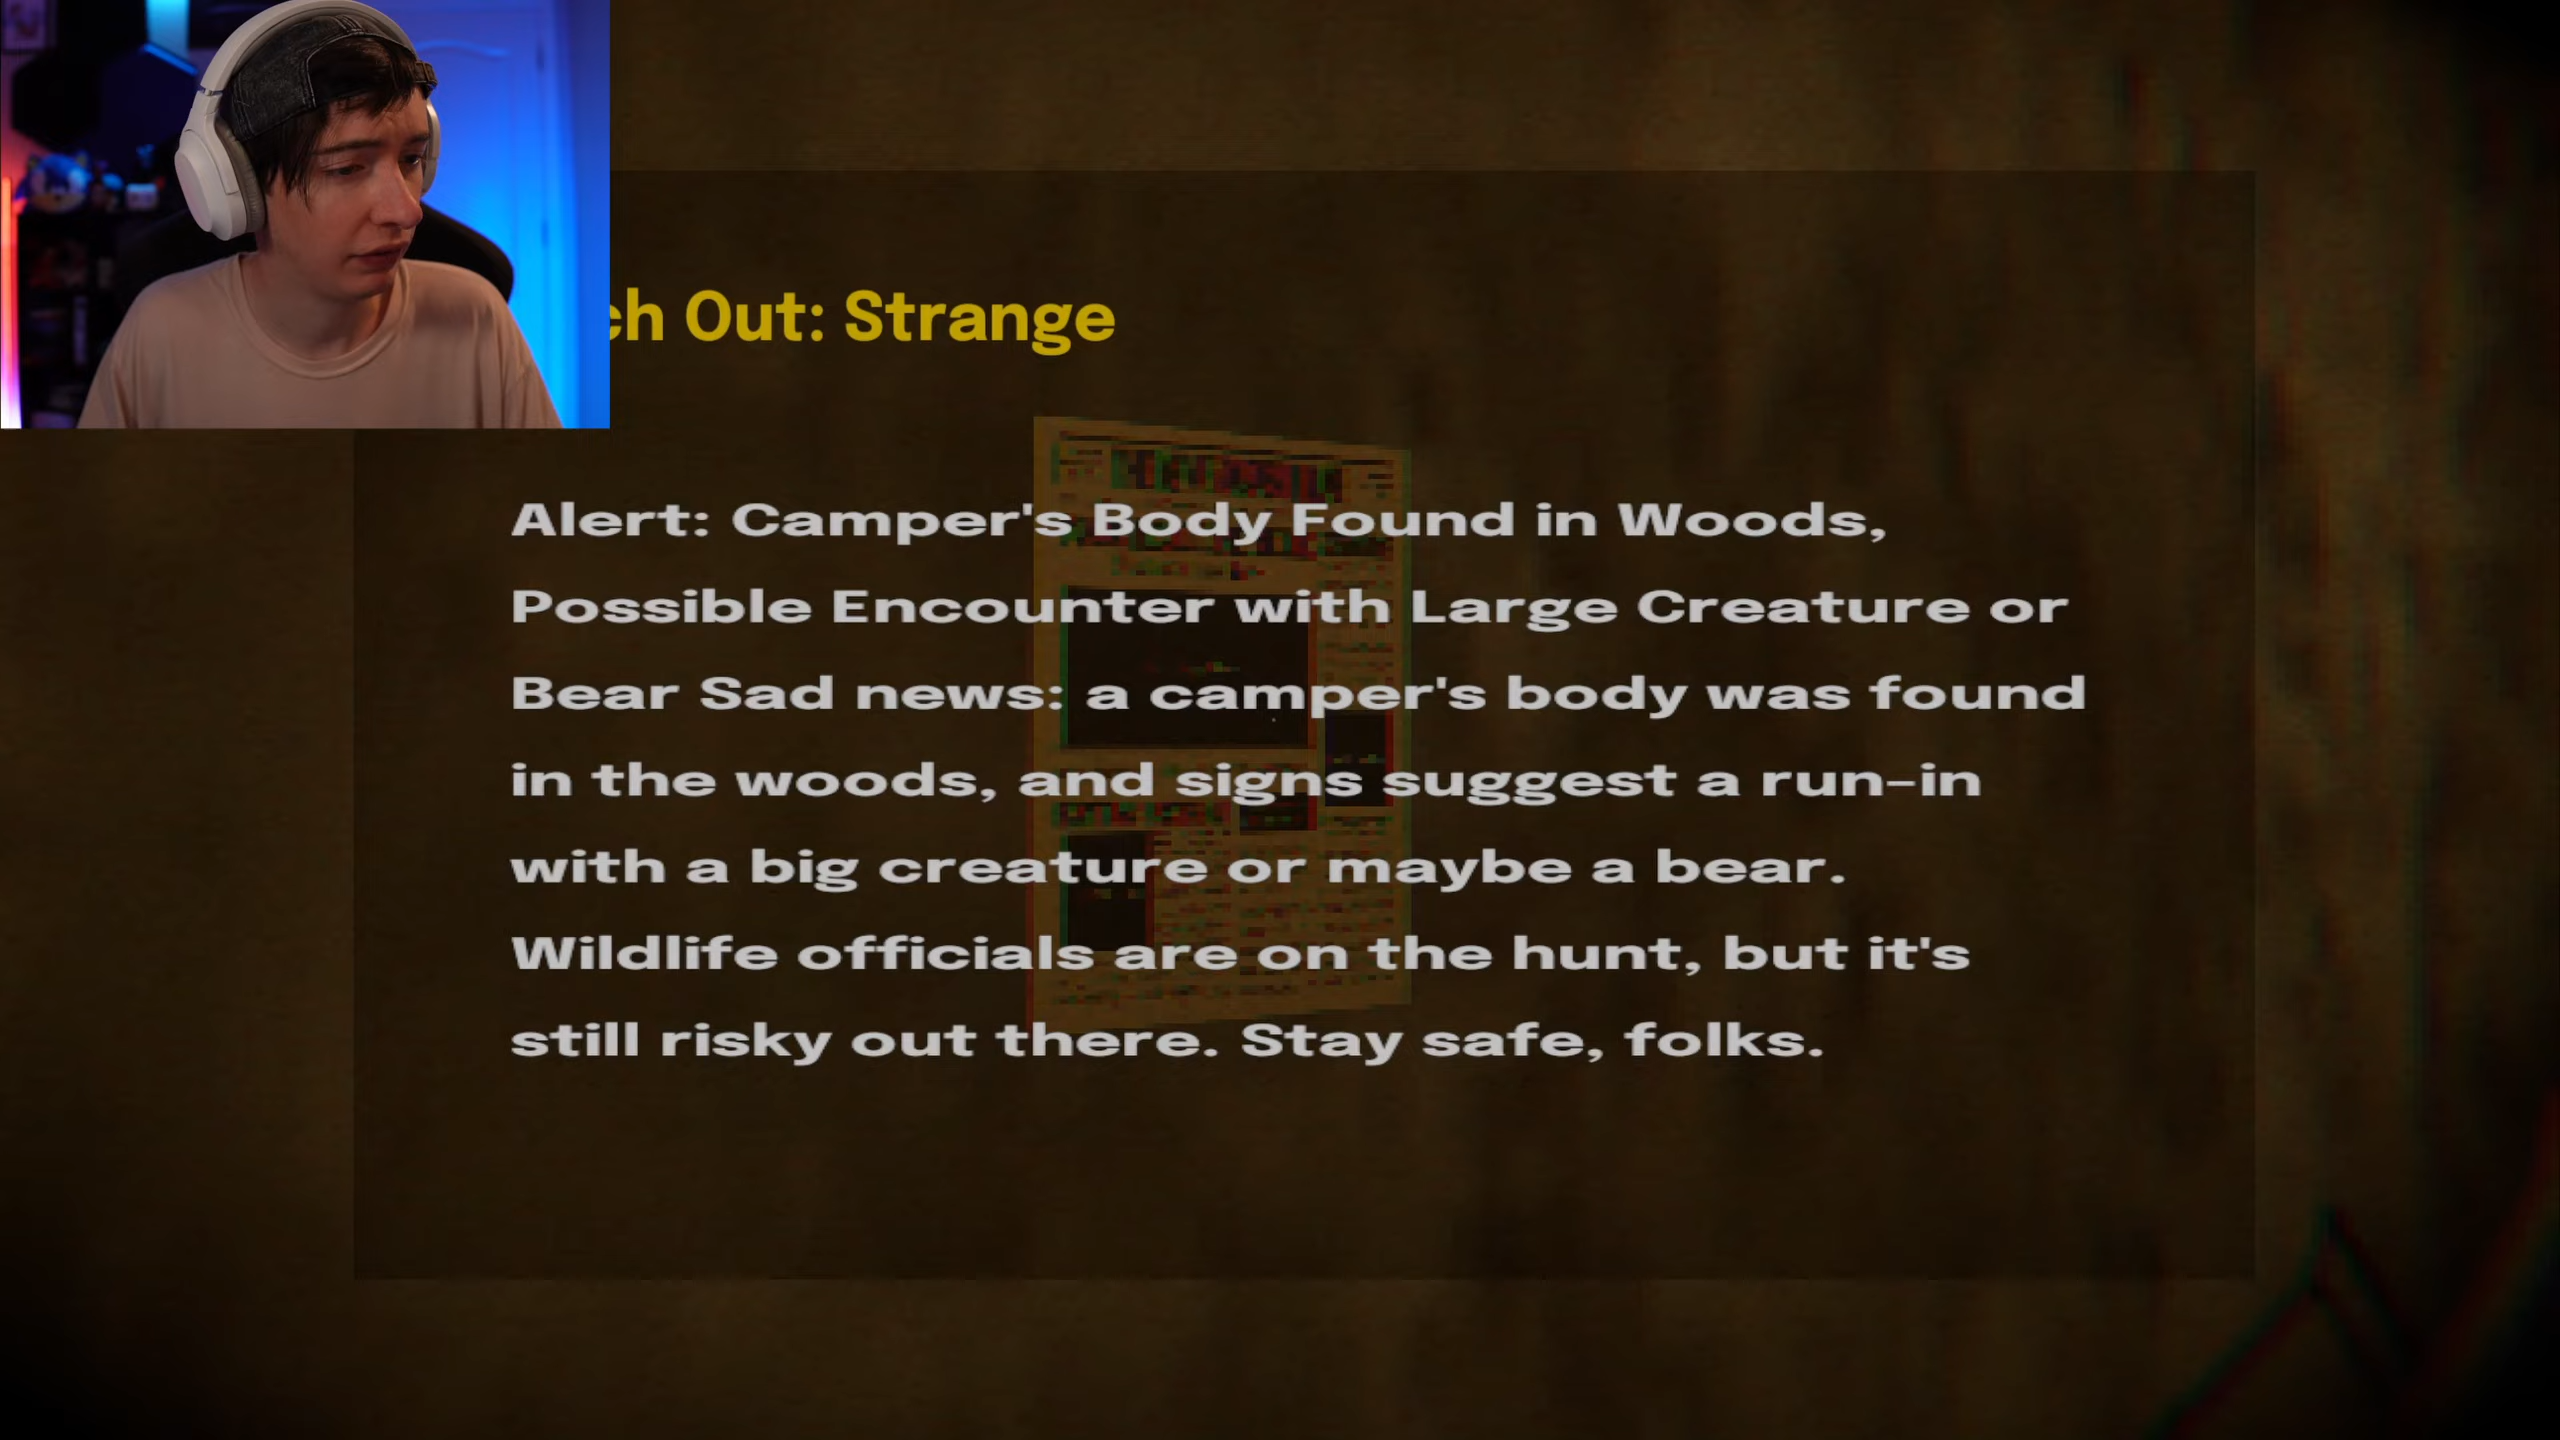 Out: Strange
Alert: Camper's Body Found in Woods,
Possible Encounter with Large Creature or
Bear Sad news: a camper's body was found
in the woods, and signs suggest a run-in
with a big creature or maybe a bear.
Wildlife officials are on the hunt, but it's
still risky out there. Stay safe, folks.